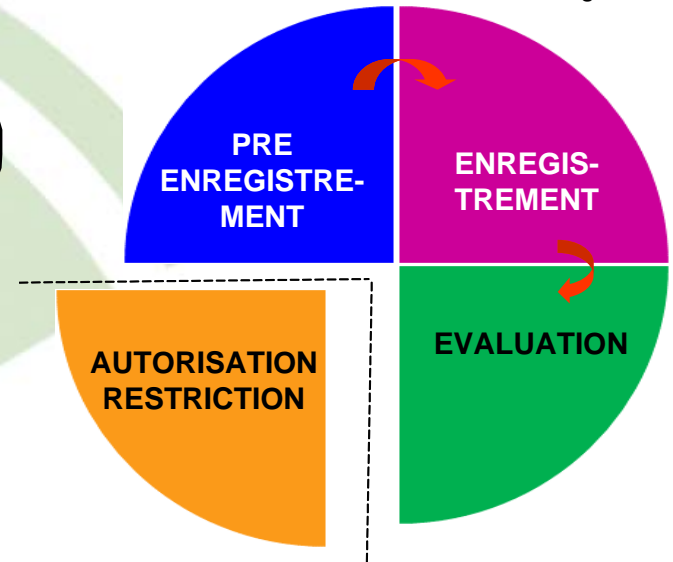 PRE
ENREGISTRE-
MENT
ENREGIS-
TREMENT
EVALUATION
AUTORISATION
RESTRICTION